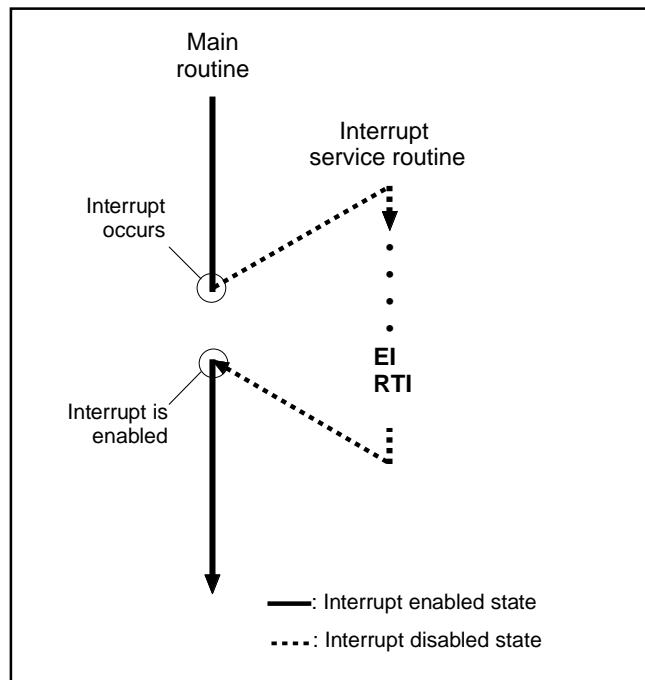 Main
routine
Interrupt
service routine
Interrupt
occurs
EI
RTI
Interrupt is
enabled
: Interrupt enabled state
: Interrupt disabled state